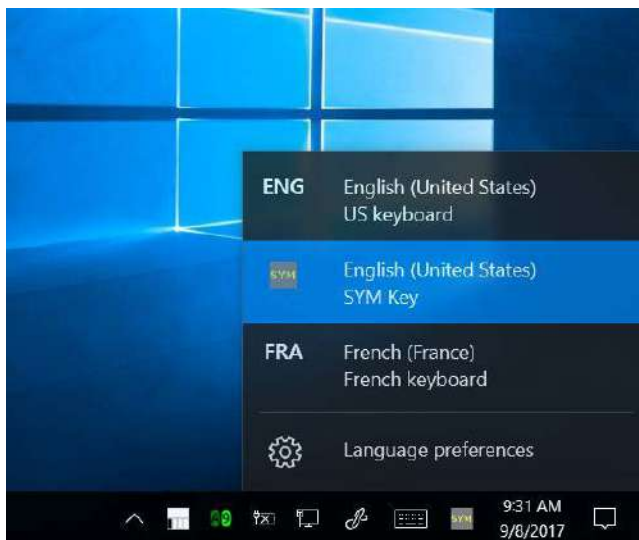 ENG English (United States)
US keyboard
SYM English (United States)
SYM Key
FRA French (France)
French keyboard
Language preferences
SYM 9:31 AM
9/8/2017